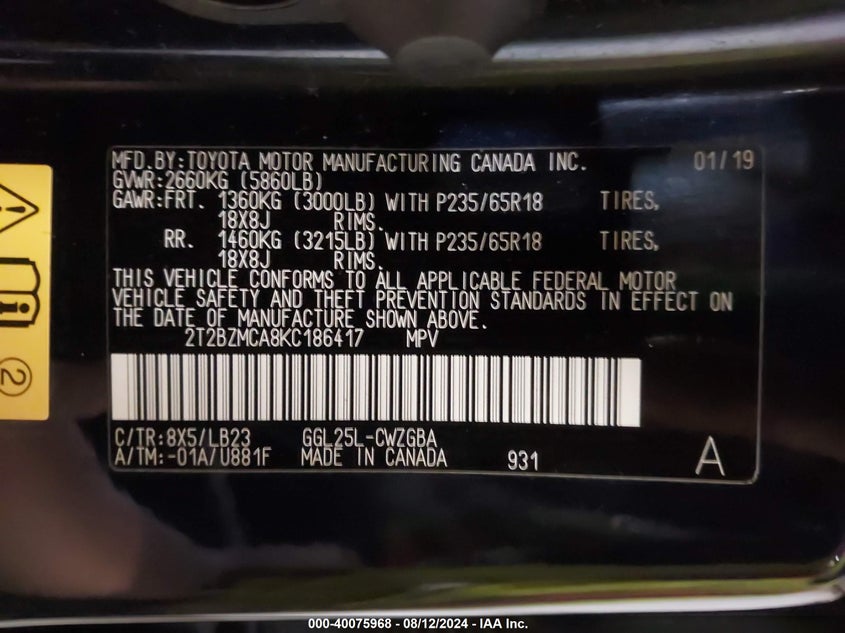 MFD.BY:TOYOTA MOTOR MANUFACTURING CANADA INC. 01/19
GVWR:2660KG (5860LB)
GAWR:FRT. 1360KG (3000LB) WITH P235/65R18 TIRES,
18X8J RIMS.
RR. 1460KG (3215LB) WITH P235/65R18 TIRES,
18X8J RIMS.
THIS VEHICLE CONFORMS TO ALL APPLICABLE FEDERAL MOTOR
VEHICLE SAFETY AND THEFT PREVENTION STANDARDS IN EFFECT ON
THE DATE OF MANUFACTURE SHOWN ABOVE.
2T2BZMCA8KC186417 MPV
C/TR:8X5/LB23 GGL25L-CWZGBA
A/TM:-01A/U881F MADE IN CANADA 931 A
2
000-40075968 - 08/12/2024 - IAA Inc.